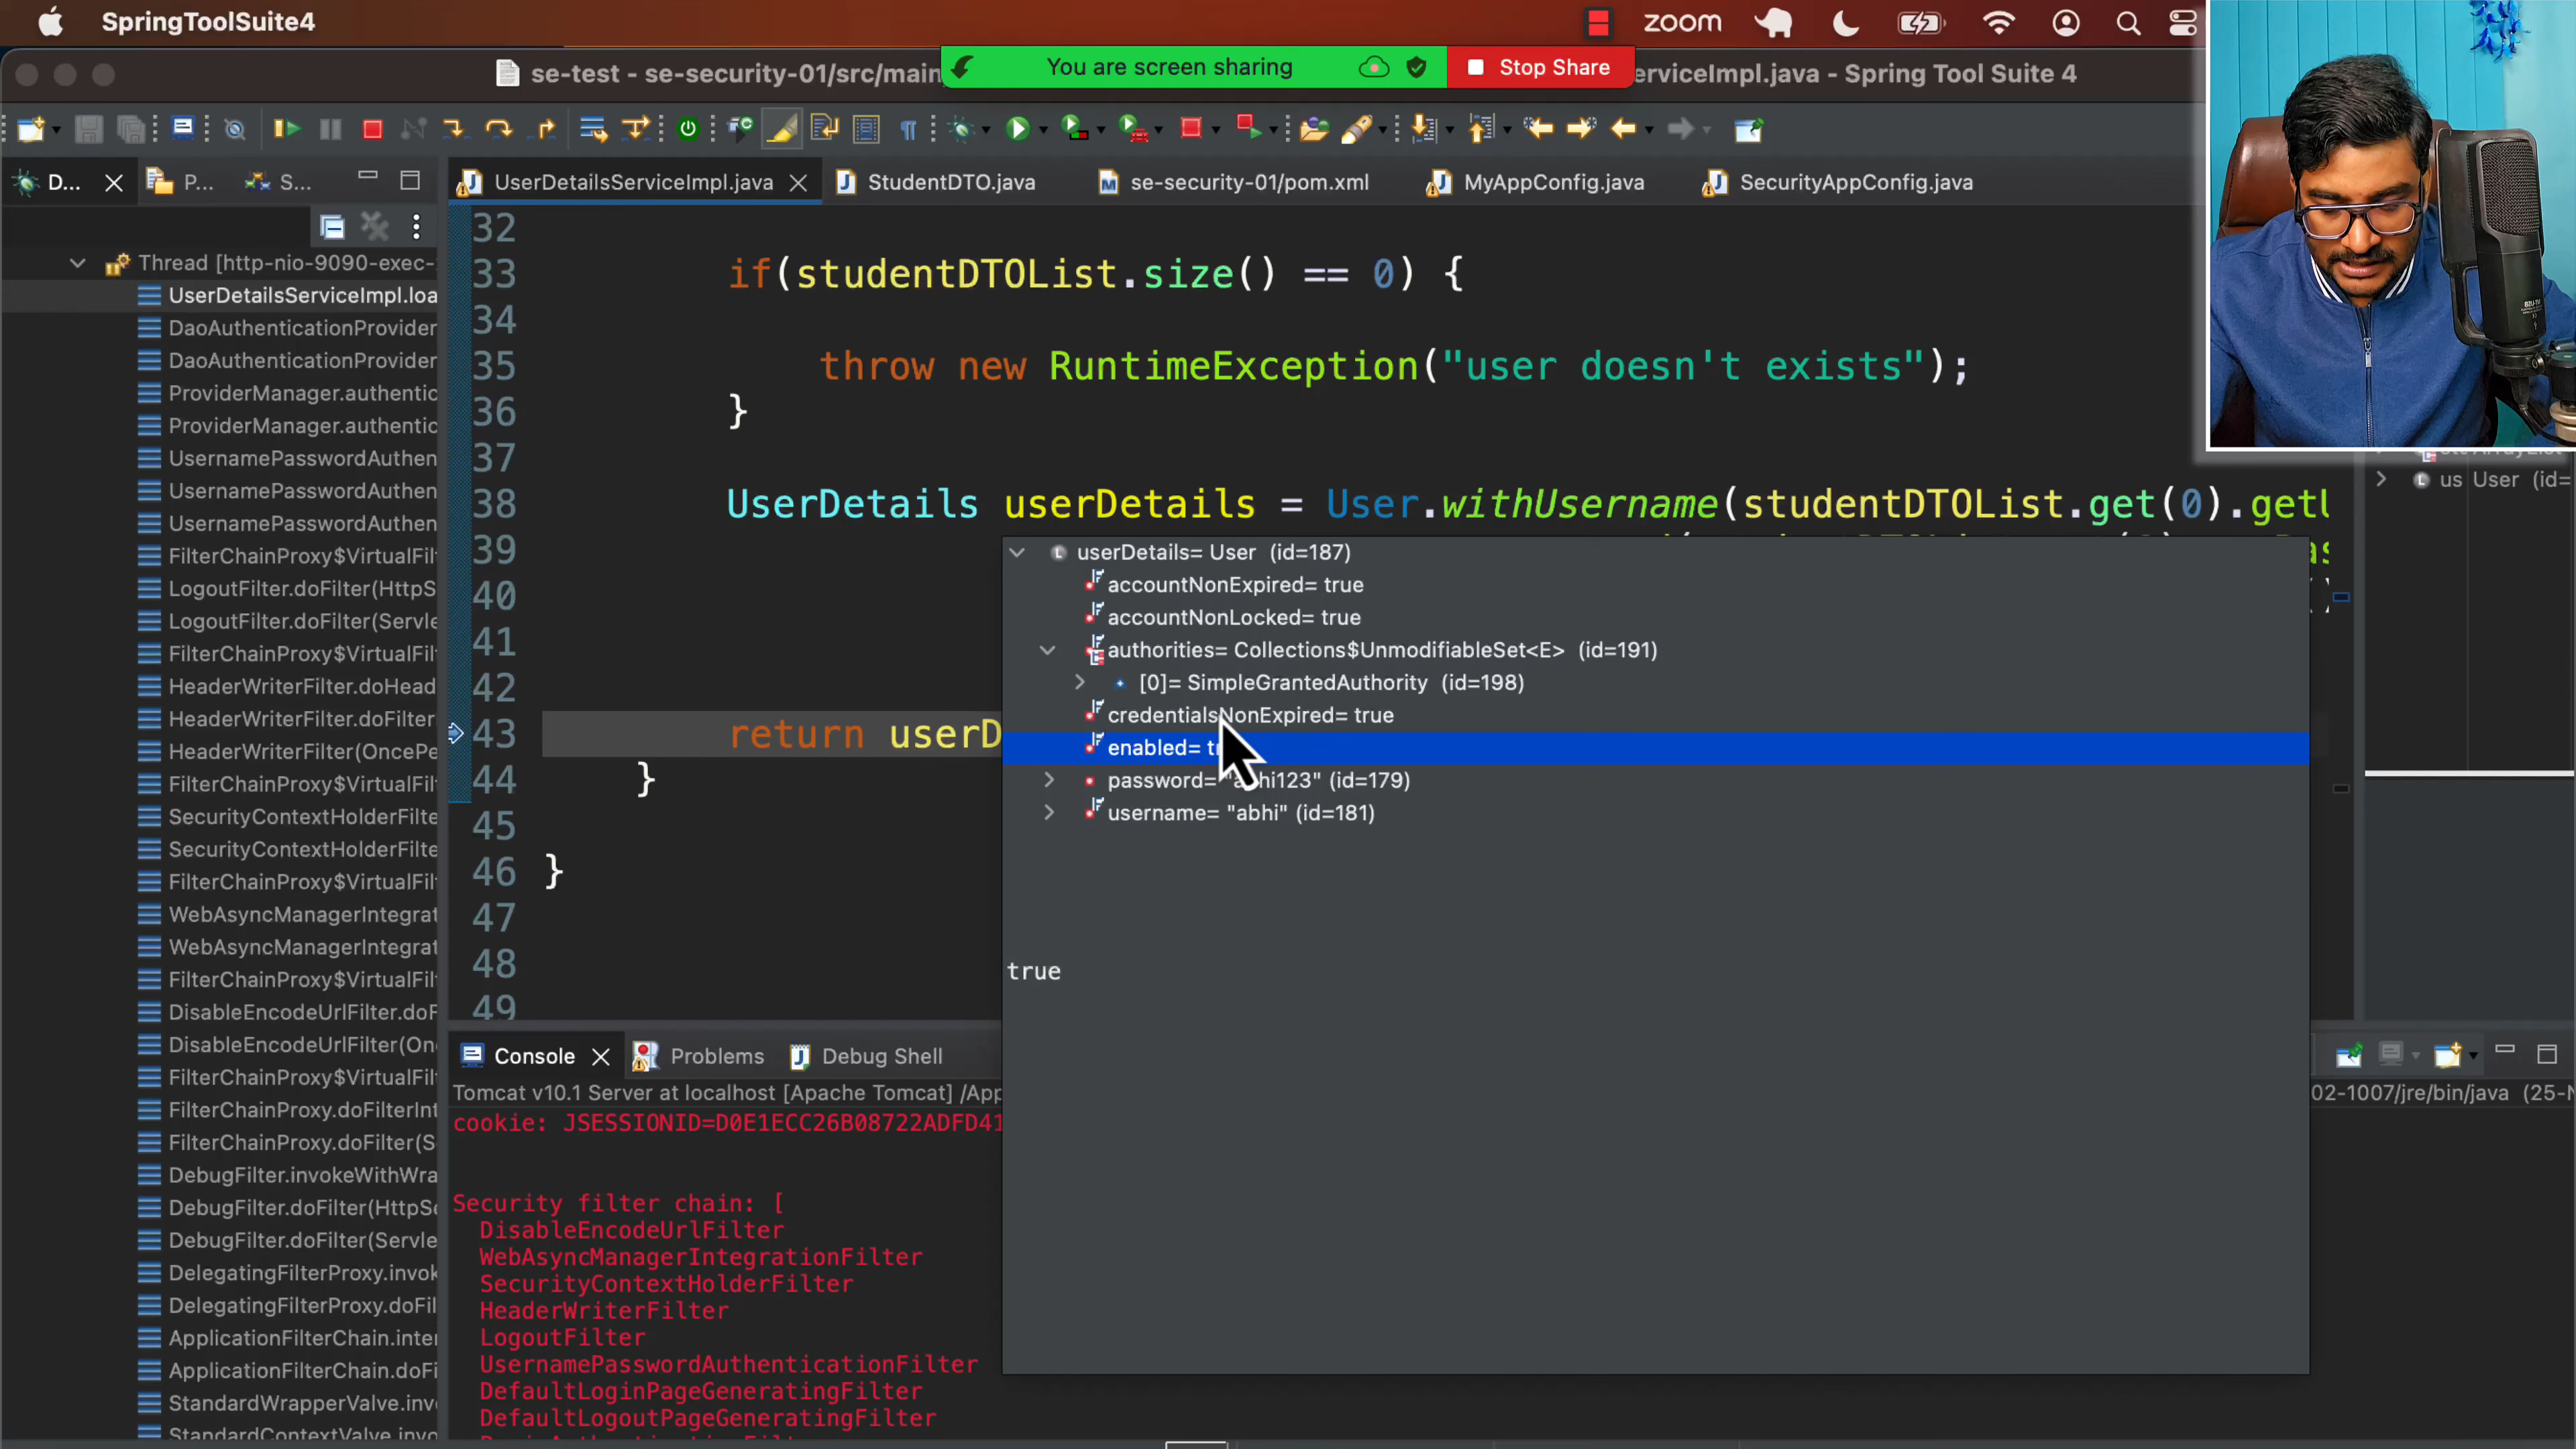 SpringToolSuite4
zoom
You are screen sharing
Stop Share
se-test - se-security-01/src/main
erviceImpl.java - Spring Tool Suite 4
D...
P...
S...
UserDetailsServiceImpl.java
StudentDTO.java
se-security-01/pom.xml
MyAppConfig.java
SecurityAppConfig.java
Thread [http-nio-9090-exec-
UserDetailsServiceImpl.loa
DaoAuthenticationProvider
DaoAuthenticationProvider
ProviderManager.authentic
ProviderManager.authentic
UsernamePasswordAuthen
UsernamePasswordAuthen
UsernamePasswordAuthen
FilterChainProxy$VirtualFil
LogoutFilter.doFilter(HttpS
LogoutFilter.doFilter(Servle
FilterChainProxy$VirtualFil
HeaderWriterFilter.doHead
HeaderWriterFilter.doFilter
HeaderWriterFilter(OncePe
FilterChainProxy$VirtualFil
SecurityContextHolderFilte
SecurityContextHolderFilte
FilterChainProxy$VirtualFil
WebAsyncManagerIntegrat
WebAsyncManagerIntegrat
FilterChainProxy$VirtualFil
DisableEncodeUrlFilter.doF
DisableEncodeUrlFilter(Onc
FilterChainProxy$VirtualFil
FilterChainProxy.doFilterInt
FilterChainProxy.doFilter(Se
DebugFilter.invokeWithWra
DebugFilter.doFilter(HttpSe
DebugFilter.doFilter(Servle
DelegatingFilterProxy.invok
DelegatingFilterProxy.doFil
ApplicationFilterChain.inter
ApplicationFilterChain.doFi
StandardWrapperValve.invo
StandardContextValve.invo
32
33 if(studentDTOList.size() == 0) {
34
35 throw new RuntimeException("user doesn't exists");
36 }
37
38 UserDetails userDetails = User.withUsername(studentDTOList.get(0).getU
39
40
41
42
43 return userD
44 }
45
46 }
47
48
49
userDetails= User (id=187)
accountNonExpired= true
accountNonLocked= true
authorities= Collections$UnmodifiableSet<E> (id=191)
[0]= SimpleGrantedAuthority (id=198)
credentialsNonExpired= true
enabled=
password= "abhi123" (id=179)
username= "abhi" (id=181)
true
us User (id=
Console
Problems
Debug Shell
Tomcat v10.1 Server at localhost [Apache Tomcat] /App
02-1007/jre/bin/java (25-N
cookie: JSESSIONID=D0E1ECC26B08722ADFD41
Security filter chain: [
DisableEncodeUrlFilter
WebAsyncManagerIntegrationFilter
SecurityContextHolderFilter
HeaderWriterFilter
LogoutFilter
UsernamePasswordAuthenticationFilter
DefaultLoginPageGeneratingFilter
DefaultLogoutPageGeneratingFilter